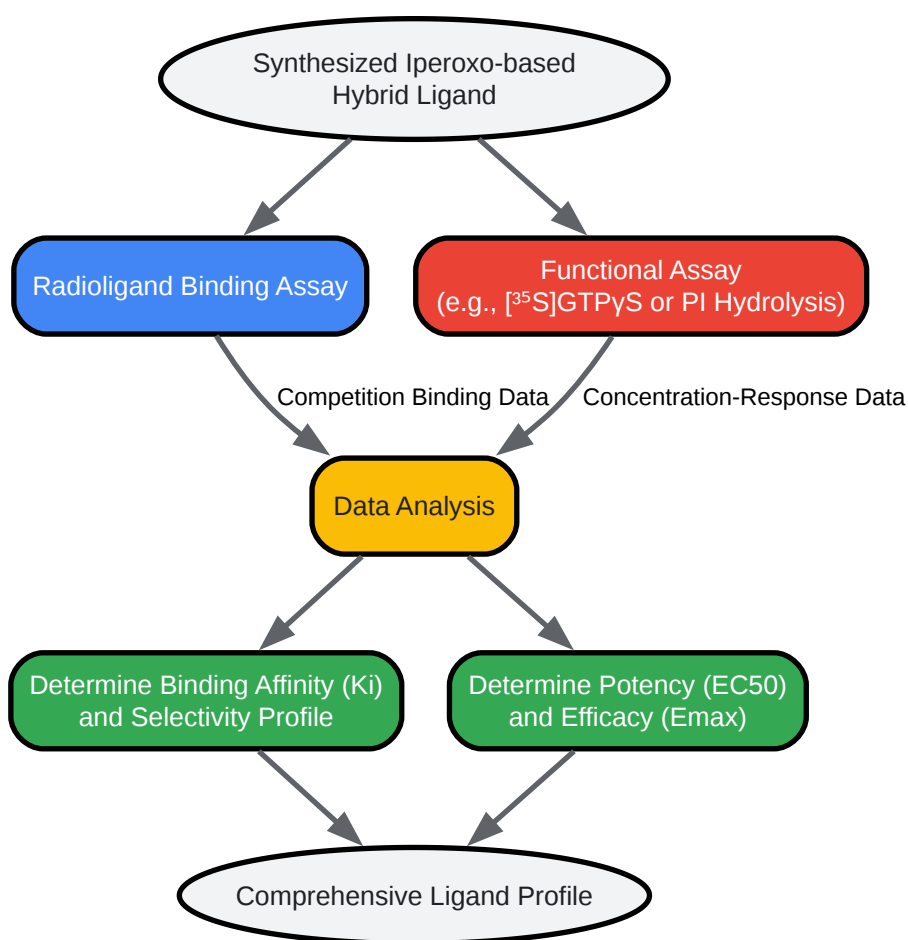 Synthesized Iperoxo-based
Hybrid Ligand
Radioligand Binding Assay
Functional Assay
(e.g., [³⁵S]GTPγS or PI Hydrolysis)
Competition Binding Data
Concentration-Response Data
Data Analysis
Determine Binding Affinity (Ki)
and Selectivity Profile
Determine Potency (EC50)
and Efficacy (Emax)
Comprehensive Ligand Profile